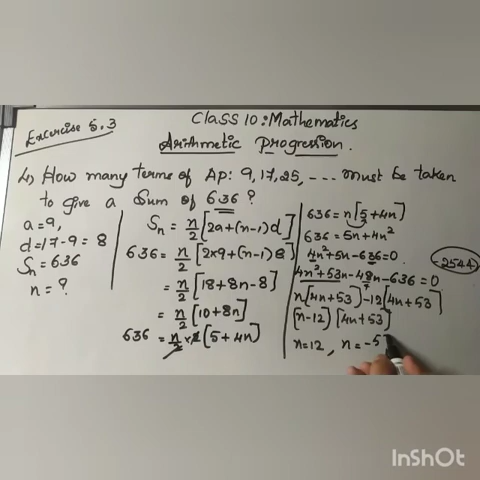 Exercise 5.3
Class 10: Mathematics
Arithmetic Progression.
4) How many terms of AP: 9, 17, 25, --- must be taken
to give a Sum of 636?
a=9,
d=17-9=8
Sn=636
n=?
Sn = n/2 [2a+(n-1)d]
636 = n/2 [2×9+(n-1)8]
= n/2 [18+8n-8]
= n/2 [10+8n]
636 = n/2 × 2 (5+4n)
636=n[5+4n]
636=5n+4n²
4n²+5n-636=0.
-2544
4n²+53n-48n-636=0
n[4n+53]-12[4n+53]
[n-12] [4n+53]
n=12, n=-5
InShOt